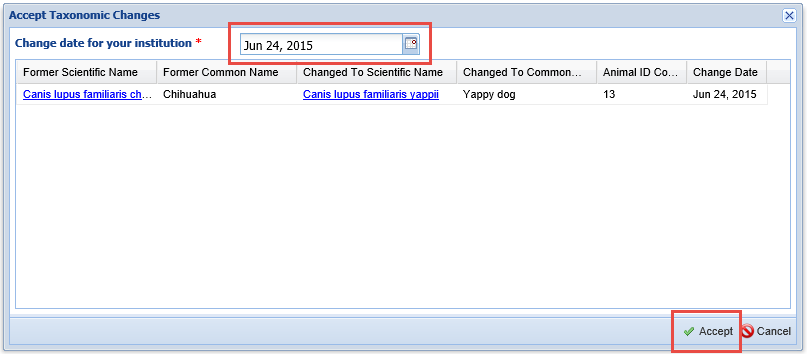 Accept Taxonomic Changes
Change date for your institution *
Jun 24, 2015
Former Scientific Name Former Common Name Changed To Scientific Name Changed To Common... Animal ID Co... Change Date
Canis lupus familiaris ch... Chihuahua Canis lupus familiaris yappii Yappy dog 13 Jun 24, 2015
Accept Cancel